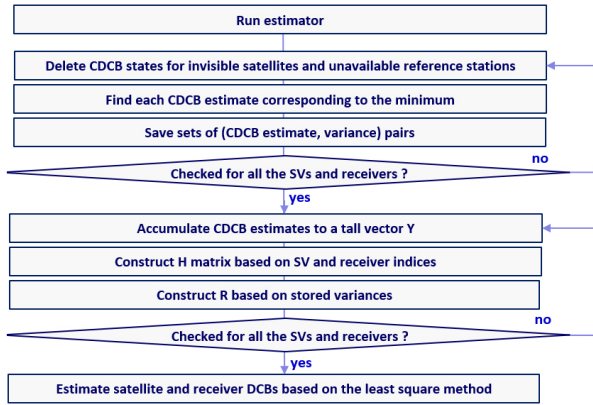 Run estimator
Delete CDCB states for invisible satellites and unavailable reference stations
Find each CDCB estimate corresponding to the minimum
Save sets of (CDCB estimate, variance) pairs
no
Checked for all the SVs and receivers ?
yes
Accumulate CDCB estimates to a tall vector Y
Construct H matrix based on SV and receiver indices
Construct R based on stored variances
no
Checked for all the SVs and receivers ?
yes
Estimate satellite and receiver DCBs based on the least square method